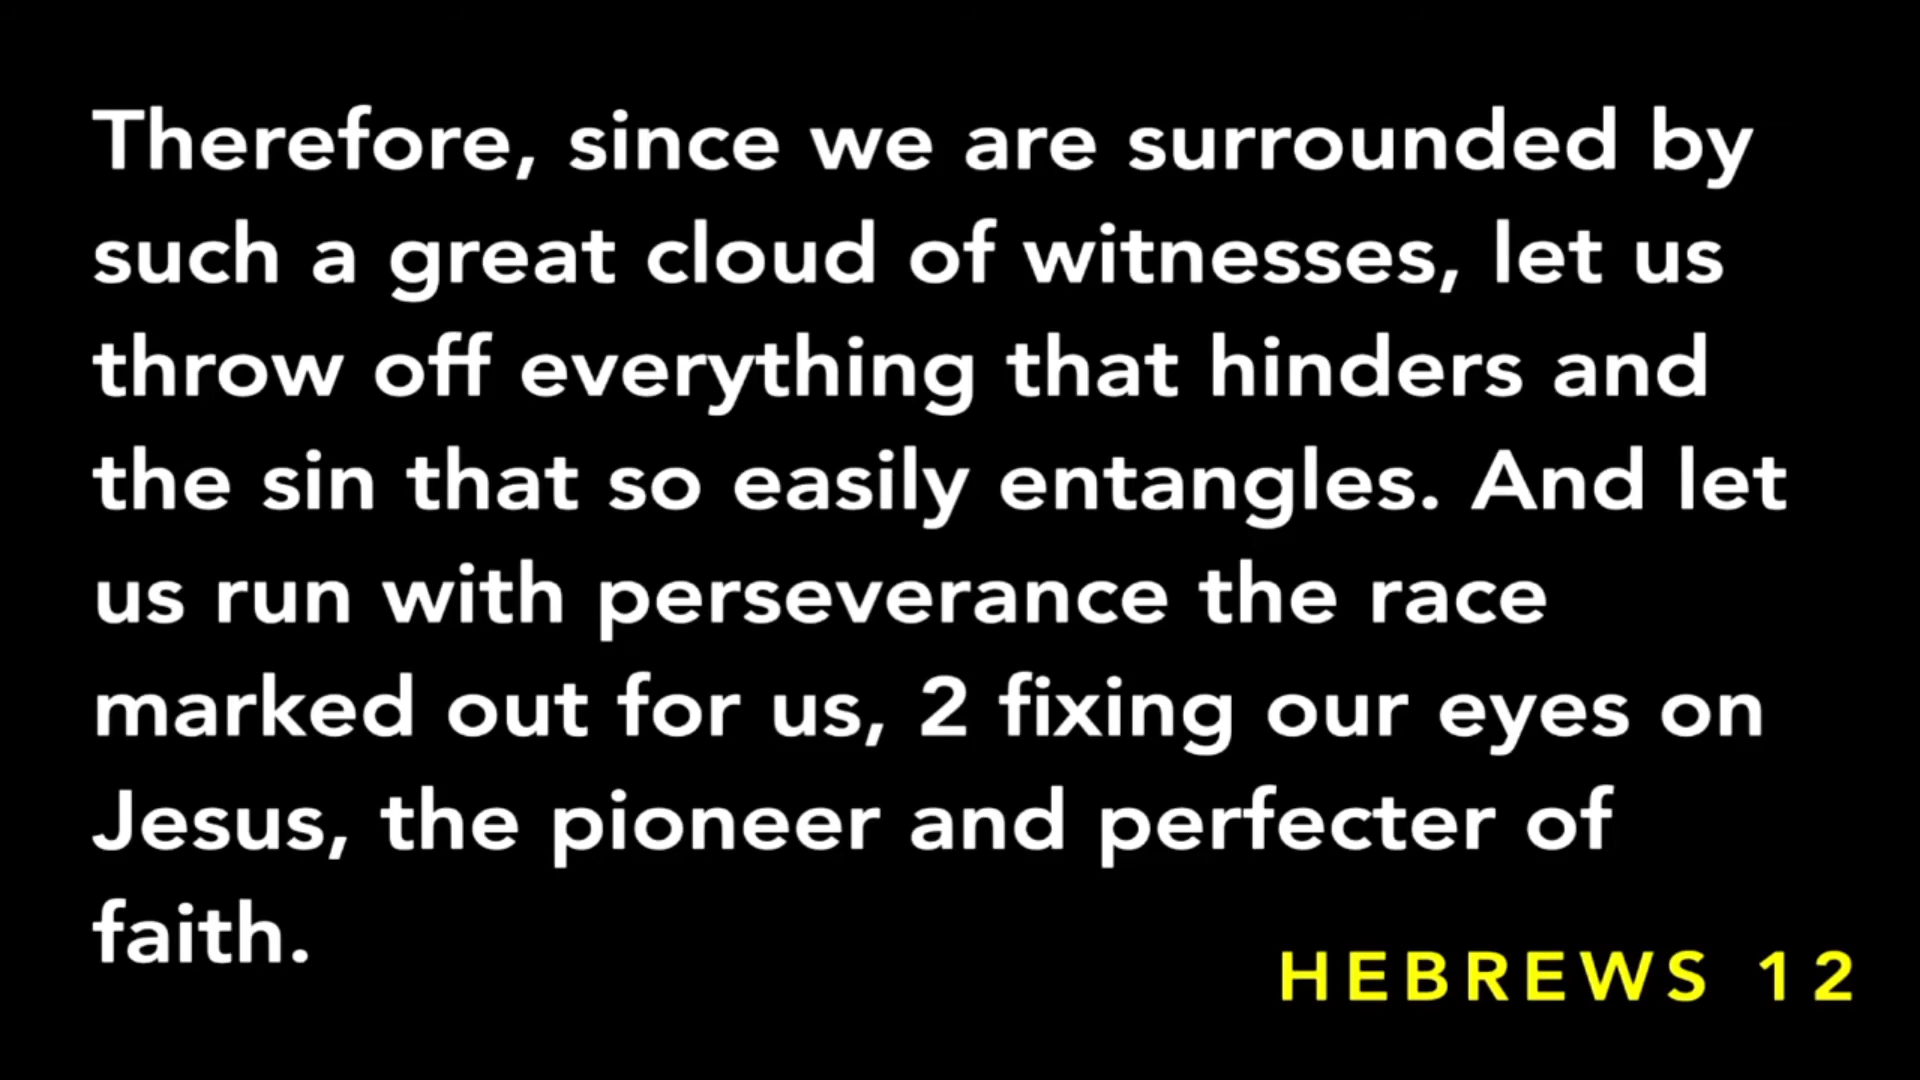 Therefore, since we are surrounded by
such a great cloud of witnesses, let us
throw off everything that hinders and
the sin that so easily entangles. And let
us run with perseverance the race
marked out for us, 2 fixing our eyes on
Jesus, the pioneer and perfecter of
faith.
HEBREWS 12